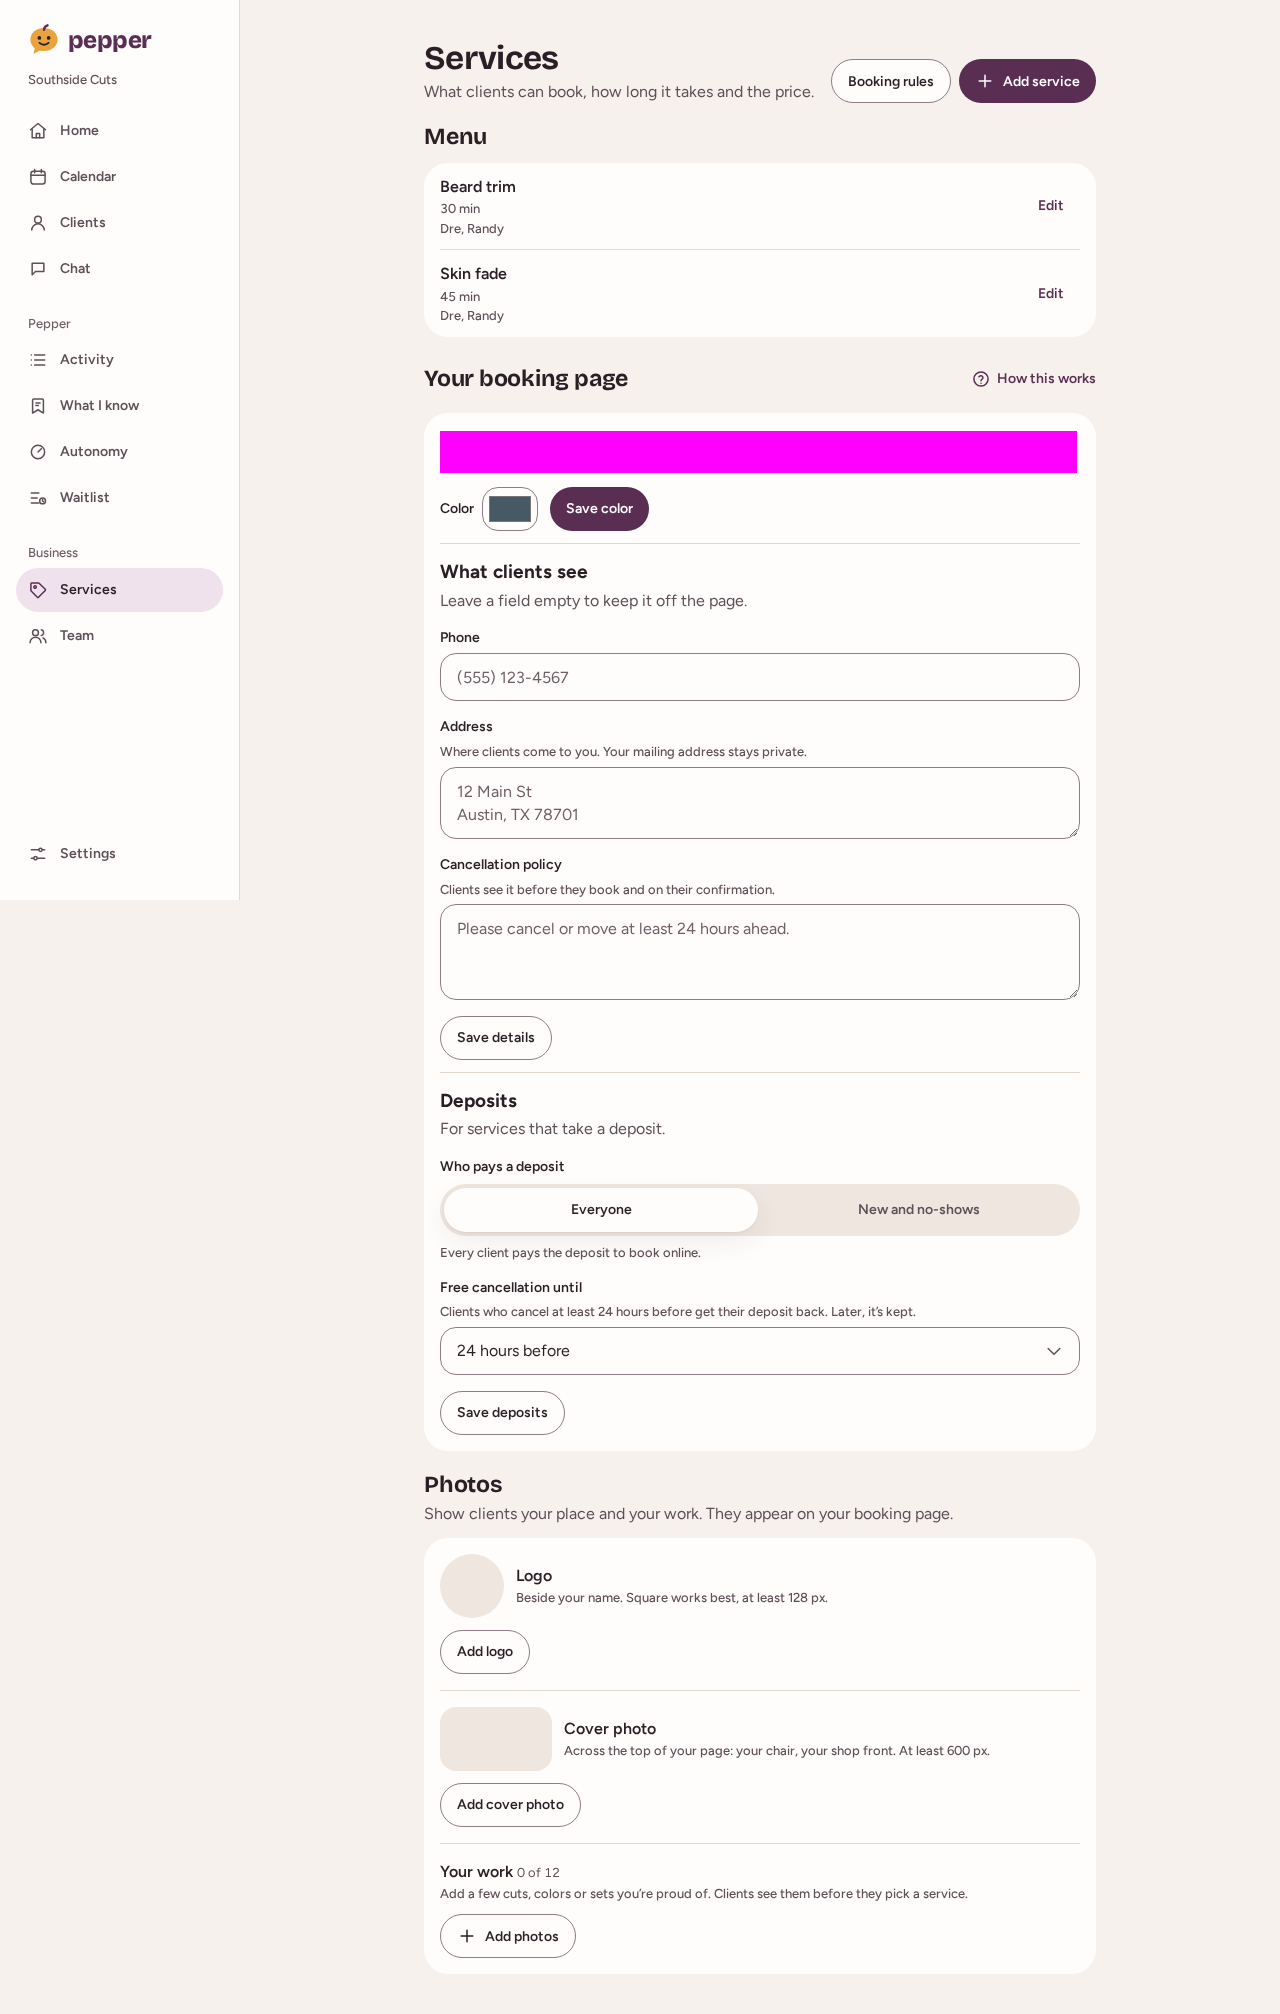 pepper
Southside Cuts
Home
Calendar
Clients
Chat
Pepper
Activity
What I know
Autonomy
Waitlist
Business
Services
Team
Settings
Services
What clients can book, how long it takes and the price.
Booking rules
Add service
Menu
Beard trim
30 min
Dre, Randy
Edit
Skin fade
45 min
Dre, Randy
Edit
Your booking page
How this works
Color
Save color
What clients see
Leave a field empty to keep it off the page.
Phone
(555) 123-4567
Address
Where clients come to you. Your mailing address stays private.
12 Main St
Austin, TX 78701
Cancellation policy
Clients see it before they book and on their confirmation.
Please cancel or move at least 24 hours ahead.
Save details
Deposits
For services that take a deposit.
Who pays a deposit
Everyone
New and no-shows
Every client pays the deposit to book online.
Free cancellation until
Clients who cancel at least 24 hours before get their deposit back. Later, it’s kept.
24 hours before
Save deposits
Photos
Show clients your place and your work. They appear on your booking page.
Logo
Beside your name. Square works best, at least 128 px.
Add logo
Cover photo
Across the top of your page: your chair, your shop front. At least 600 px.
Add cover photo
Your work 0 of 12
Add a few cuts, colors or sets you’re proud of. Clients see them before they pick a service.
Add photos